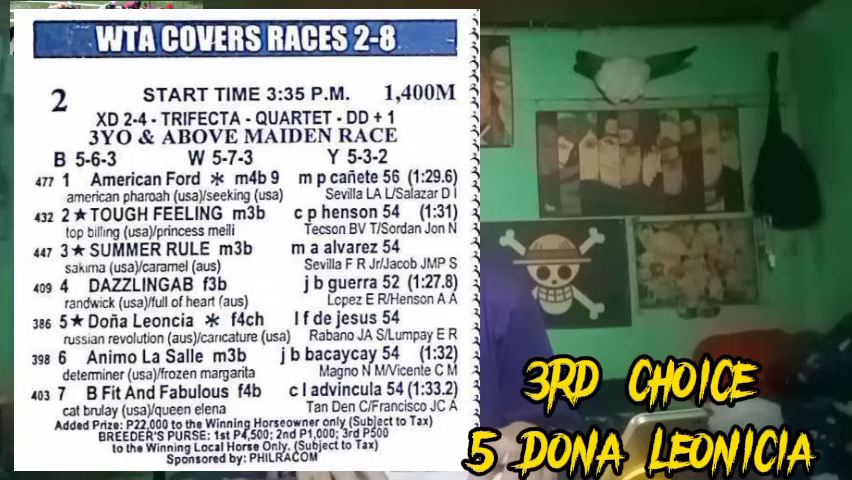 WTA COVERS RACES 2-8
2 START TIME 3:35 P.M. 1,400M
XD 2-4 - TRIFECTA - QUARTET - DD + 1
3YO & ABOVE MAIDEN RACE
B 5-6-3 W 5-7-3 Y 5-3-2
477 1 American Ford * m4b 9 m p cañete 56 (1:29.6)
american pharoah (usa)/seeking (usa) Sevilla LA L/Salazar D I
432 2 ★ TOUGH FEELING m3b c p henson 54 (1:31)
top billing (usa)/princess meili Tecson BV T/Sordan Jon N
447 3 ★ SUMMER RULE m3b m a alvarez 54
sakima (usa)/caramel (aus) Sevilla F R Jr/Jacob JMP S
409 4 DAZZLINGAB f3b j b guerra 52 (1:27.8)
randwick (usa)/full of heart (aus) Lopez E R/Henson A A
386 5 ★ Doña Leoncia * f4ch l f de jesus 54
russian revolution (aus)/caricature (usa) Rabano JA S/Lumpay E R
398 6 Animo La Salle m3b j b bacaycay 54 (1:32)
determiner (usa)/frozen margarita Magno N M/Vicente C M
403 7 B Fit And Fabulous f4b c l advincula 54 (1:33.2)
cat brulay (usa)/queen elena Tan Den C/Francisco JC A
Added Prize: P22,000 to the Winning Horseowner only (Subject to Tax)
BREEDER'S PURSE: 1st P4,500; 2nd P1,000; 3rd P500
to the Winning Local Horse Only. (Subject to Tax)
Sponsored by: PHILRACOM
3RD CHOICE
5 DONA LEONICIA